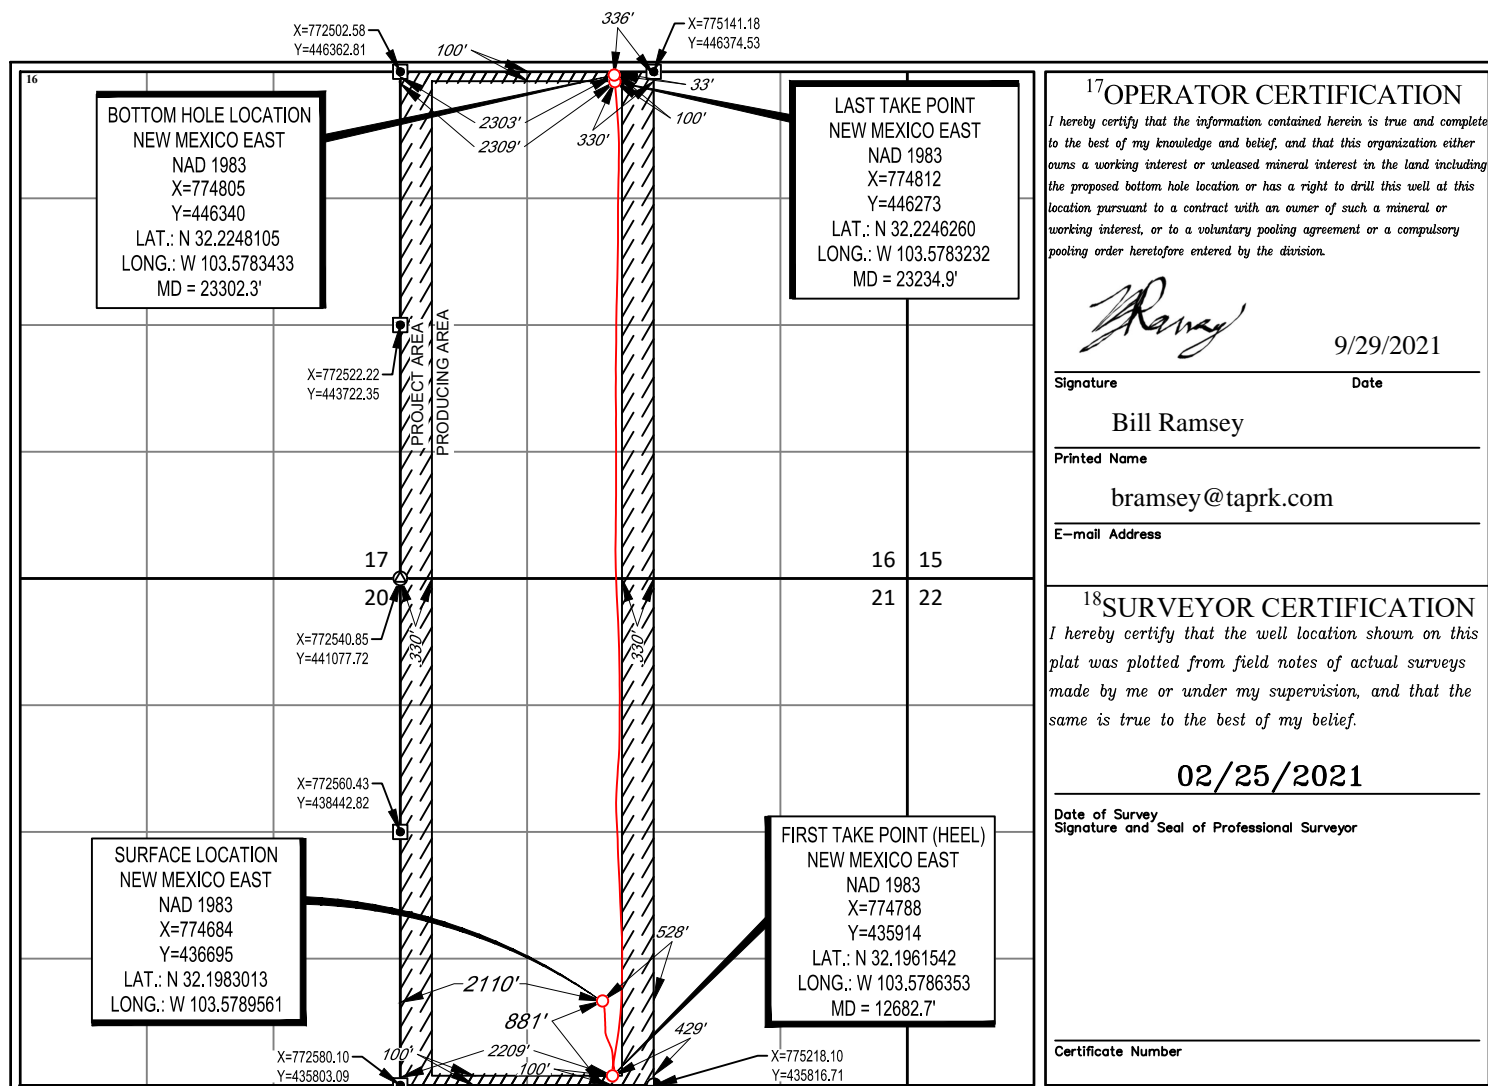 336'
X=772502.58
Y=446362.81
X=775141.18
Y=446374.53
100'
16
33'
BOTTOM HOLE LOCATION
NEW MEXICO EAST
NAD 1983
X=774805
Y=446340
LAT.: N 32.2248105
LONG.: W 103.5783433
MD = 23302.3'
2303'
2309'
330'
100'
LAST TAKE POINT
NEW MEXICO EAST
NAD 1983
X=774812
Y=446273
LAT.: N 32.2246260
LONG.: W 103.5783232
MD = 23234.9'
X=772522.22
Y=443722.35
PROJECT AREA
PRODUCING AREA
17
16 15
20
21 22
X=772540.85
Y=441077.72
330'
330'
X=772560.43
Y=438442.82
SURFACE LOCATION
NEW MEXICO EAST
NAD 1983
X=774684
Y=436695
LAT.: N 32.1983013
LONG.: W 103.5789561
FIRST TAKE POINT (HEEL)
NEW MEXICO EAST
NAD 1983
X=774788
Y=435914
LAT.: N 32.1961542
LONG.: W 103.5786353
MD = 12682.7'
528'
2110'
881'
429'
X=772580.10
Y=435803.09
100'
2209'
100'
X=775218.10
Y=435816.71
17OPERATOR CERTIFICATION
I hereby certify that the information contained herein is true and complete
to the best of my knowledge and belief, and that this organization either
owns a working interest or unleased mineral interest in the land including
the proposed bottom hole location or has a right to drill this well at this
location pursuant to a contract with an owner of such a mineral or
working interest, or to a voluntary pooling agreement or a compulsory
pooling order heretofore entered by the division.
9/29/2021
Signature Date
Bill Ramsey
Printed Name
bramsey@taprk.com
E-mail Address
18SURVEYOR CERTIFICATION
I hereby certify that the well location shown on this
plat was plotted from field notes of actual surveys
made by me or under my supervision, and that the
same is true to the best of my belief.
02/25/2021
Date of Survey
Signature and Seal of Professional Surveyor
Certificate Number